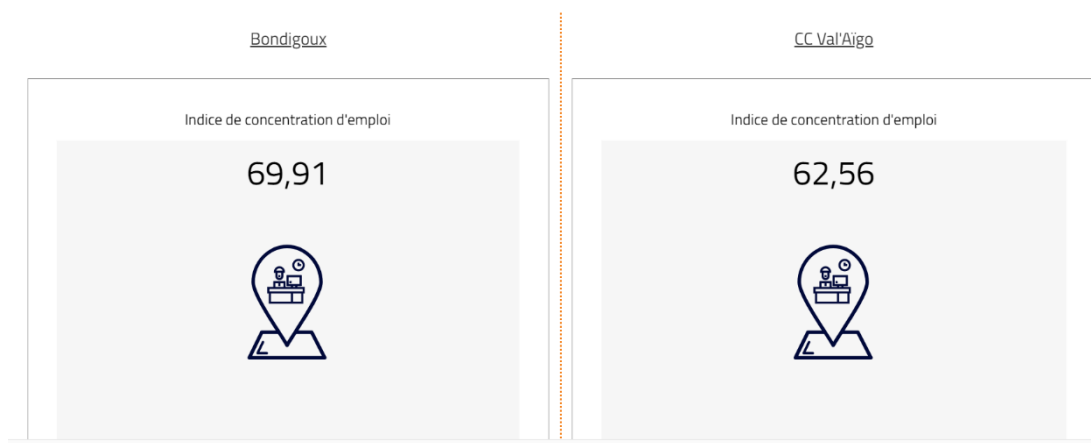 Bondigoux
Indice de concentration d'emploi
69,91
CC Val'Aïgo
Indice de concentration d'emploi
62,56